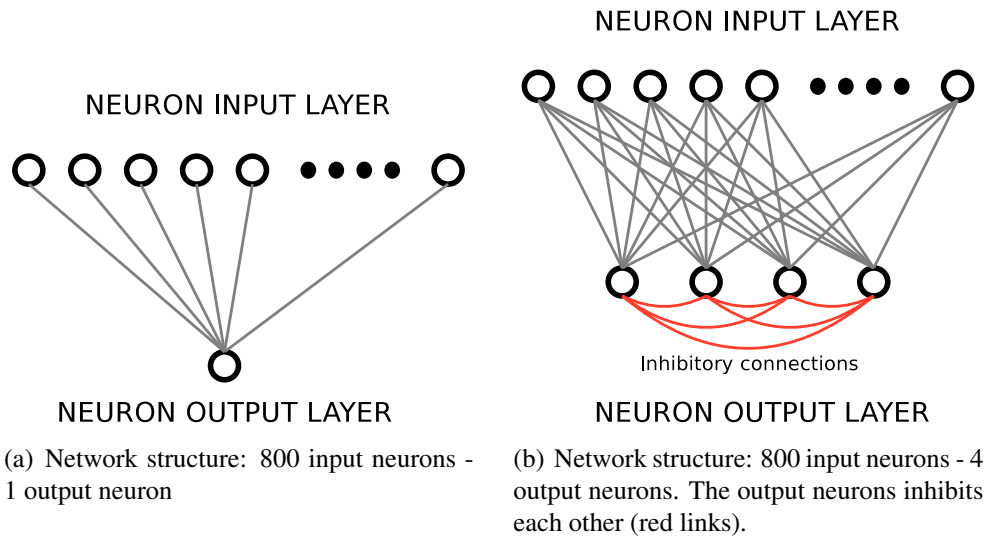 NEURON INPUT LAYER
NEURON OUTPUT LAYER
(a) Network structure: 800 input neurons -
1 output neuron
NEURON INPUT LAYER
Inhibitory connections
NEURON OUTPUT LAYER
(b) Network structure: 800 input neurons - 4
output neurons. The output neurons inhibits
each other (red links).